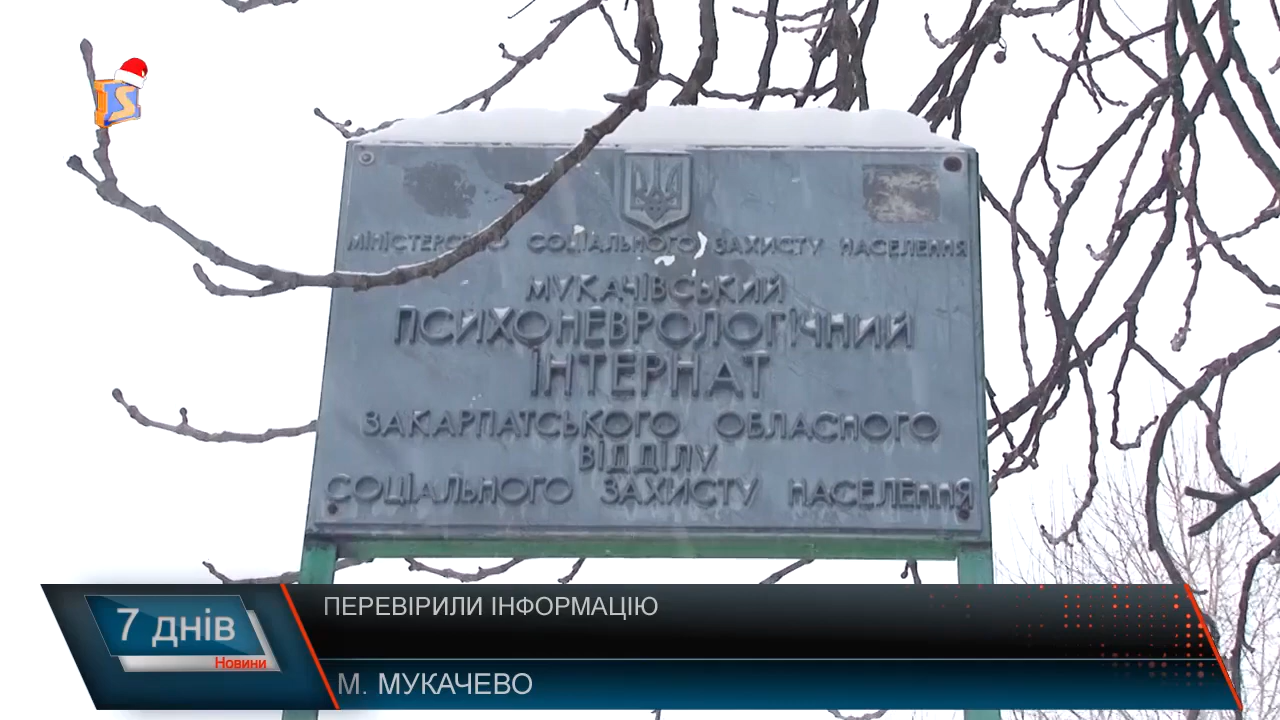 МІНІСТЕРСТВО СОЦІАЛЬНОГО ЗАХИСТУ НАСЕЛЕННЯ
МУКАЧІВСЬКИЙ
ПСИХОНЕВРОЛОГІЧНИЙ
ІНТЕРНАТ
ЗАКАРПАТСЬКОГО ОБЛАСНОГО
ВІДДІЛУ
СОЦІАЛЬНОГО ЗАХИСТУ НАСЕЛЕННЯ
ПЕРЕВІРИЛИ ІНФОРМАЦІЮ
7 днів
Новини
М. МУКАЧЕВО